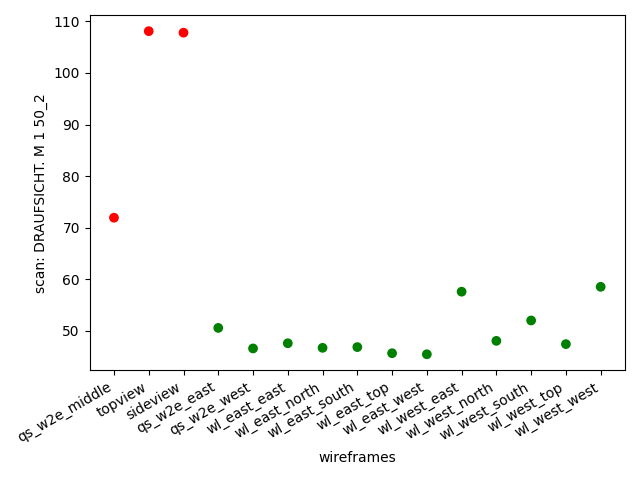 110
100
90
80
70
60
50
scan: DRAUFSICHT. M 1 50_2
qs_w2e_middle
topview
sideview
qs_w2e_east
qs_w2e_west
wl_east_east
wl_east_north
wl_east_south
wl_east_top
wl_east_west
wl_west_east
wl_west_north
wl_west_south
wl_west_top
wl_west_west
wireframes